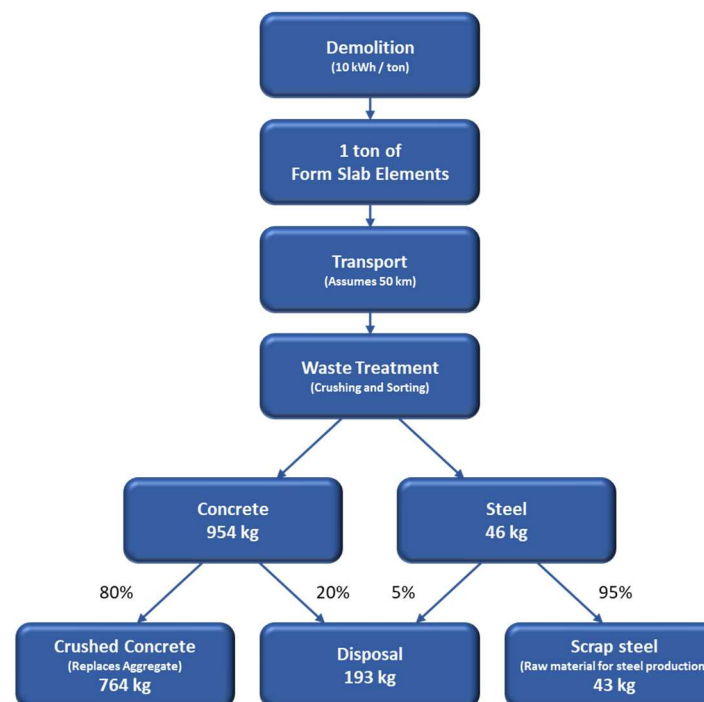 Demolition
(10 kWh / ton)
1 ton of
Form Slab Elements
Transport
(Assumes 50 km)
Waste Treatment
(Crushing and Sorting)
Concrete
954 kg
Steel
46 kg
80%
20%
5%
95%
Crushed Concrete
(Replaces Aggregate)
764 kg
Disposal
193 kg
Scrap steel
(Raw material for steel production
43 kg